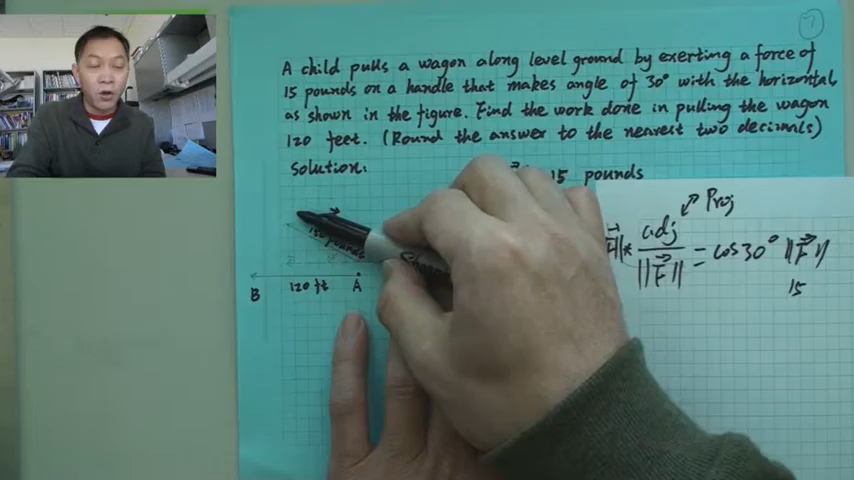 7
A child pulls a wagon along level ground by exerting a force of
15 pounds on a handle that makes angle of 30° with the horizontal,
as shown in the figure. Find the work done in pulling the wagon
120 feet. (Round the answer to the nearest two decimals)
Solution:
15 pounds
adj Proj
‖F⃗‖ = cos30° ‖F⃗‖
15
B 120 ft A